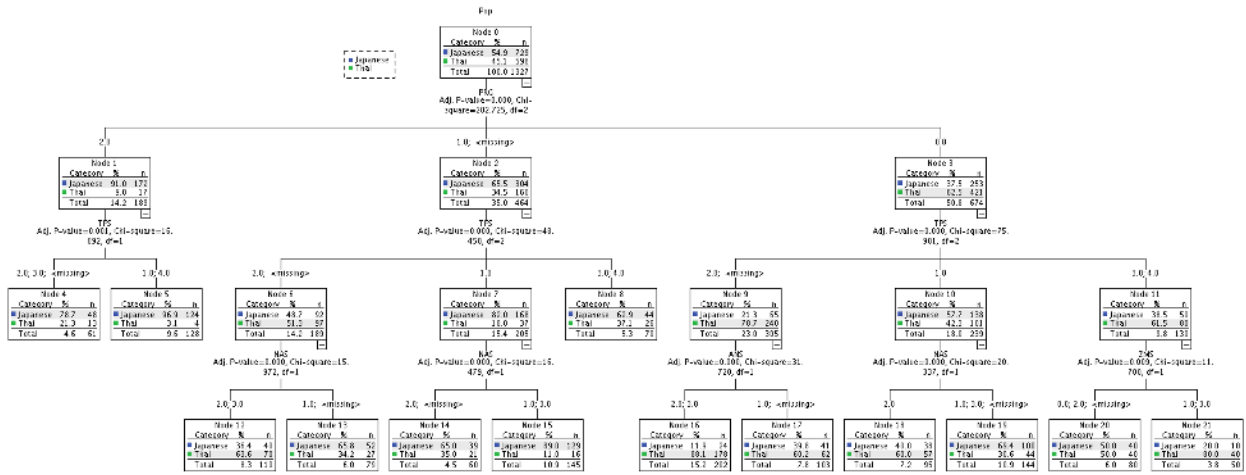 Pop
Node 0
Category % n
Japanese 54.9 729
Thai 45.1 598
Total 100.0 1327
Japanese
Thai
Adj. P-value=0.000, Chi-
square=202.725, df=2
2.0
1.0; <missing>
0.0
Node 1
Category % n
Japanese 91.0 172
Thai 9.0 17
Total 14.2 189
Node 2
Category % n
Japanese 65.5 304
Thai 34.5 160
Total 35.0 464
Node 3
Category % n
Japanese 37.5 253
Thai 62.5 421
Total 50.8 674
TPS
Adj. P-value=0.001, Chi-square=16.
892, df=1
TPS
Adj. P-value=0.000, Chi-square=48.
450, df=2
TPS
Adj. P-value=0.000, Chi-square=75.
901, df=2
2.0; 3.0; <missing>
1.0; 4.0
2.0; <missing>
1.0
3.0; 4.0
2.0; <missing>
1.0
3.0; 4.0
Node 4
Category % n
Japanese 78.7 48
Thai 21.3 13
Total 4.6 61
Node 5
Category % n
Japanese 96.9 124
Thai 3.1 4
Total 9.6 128
Node 6
Category % n
Japanese 48.7 92
Thai 51.3 97
Total 14.2 189
Node 7
Category % n
Japanese 82.0 168
Thai 18.0 37
Total 15.4 205
Node 8
Category % n
Japanese 62.9 44
Thai 37.1 26
Total 5.3 70
Node 9
Category % n
Japanese 21.3 65
Thai 78.7 240
Total 23.0 305
Node 10
Category % n
Japanese 57.7 138
Thai 42.3 101
Total 18.0 239
Node 11
Category % n
Japanese 38.5 50
Thai 61.5 80
Total 9.8 130
NAS
Adj. P-value=0.000, Chi-square=15.
972, df=1
NAS
Adj. P-value=0.000, Chi-square=16.
479, df=1
Adj. P-value=0.000, Chi-square=31.
720, df=1
NAS
Adj. P-value=0.000, Chi-square=20.
337, df=1
Adj. P-value=0.009, Chi-square=11.
700, df=1
2.0; 3.0
1.0; <missing>
2.0; <missing>
1.0; 3.0
2.0; 3.0
1.0; <missing>
2.0
1.0; 3.0; <missing>
0.0; 2.0; <missing>
1.0; 3.0
Node 12
Category % n
Japanese 36.4 40
Thai 63.6 70
Total 8.3 110
Node 13
Category % n
Japanese 65.8 52
Thai 34.2 27
Total 6.0 79
Node 14
Category % n
Japanese 65.0 39
Thai 35.0 21
Total 4.5 60
Node 15
Category % n
Japanese 89.0 129
Thai 11.0 16
Total 10.9 145
Node 16
Category % n
Japanese 11.9 24
Thai 88.1 178
Total 15.2 202
Node 17
Category % n
Japanese 39.8 41
Thai 60.2 62
Total 7.8 103
Node 18
Category % n
Japanese 40.0 38
Thai 60.0 57
Total 7.2 95
Node 19
Category % n
Japanese 69.4 100
Thai 30.6 44
Total 10.9 144
Node 20
Category % n
Japanese 50.0 40
Thai 50.0 40
Total 6.0 80
Node 21
Category % n
Japanese 20.0 10
Thai 80.0 40
Total 3.8 50